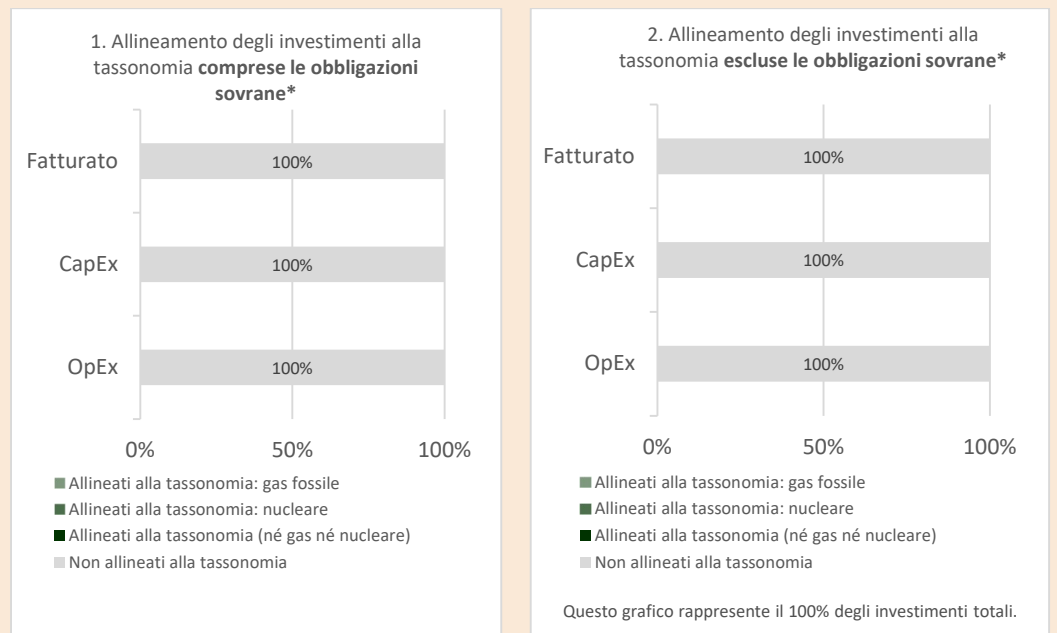 1. Allineamento degli investimenti alla
tassonomia comprese le obbligazioni
sovrane*
Fatturato
100%
CapEx
100%
OpEx
100%
0%
50%
100%
Allineati alla tassonomia: gas fossile
Allineati alla tassonomia: nucleare
Allineati alla tassonomia (né gas né nucleare)
Non allineati alla tassonomia
2. Allineamento degli investimenti alla
tassonomia escluse le obbligazioni sovrane*
Fatturato
100%
CapEx
100%
OpEx
100%
0%
50%
100%
Allineati alla tassonomia: gas fossile
Allineati alla tassonomia: nucleare
Allineati alla tassonomia (né gas né nucleare)
Non allineati alla tassonomia
Questo grafico rappresente il 100% degli investimenti totali.